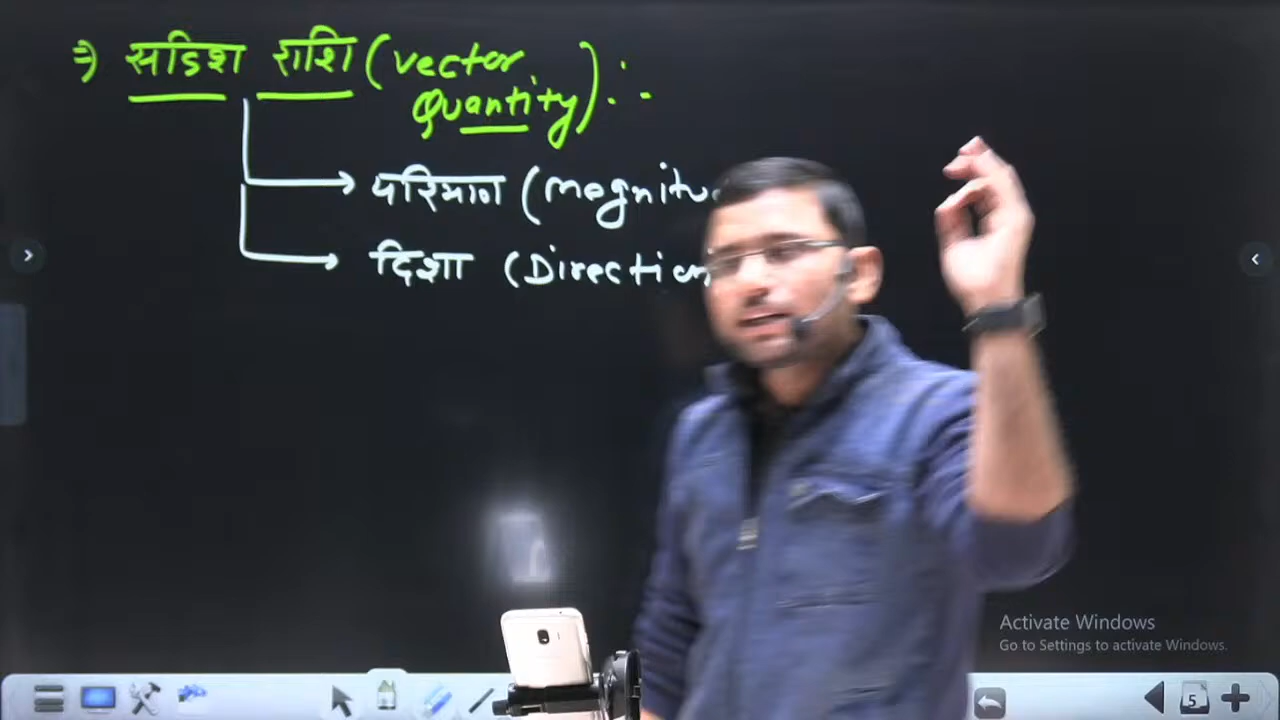 ⇒ सदिश राशि (vector
Quantity) :-
परिमाण (Magnitu
दिशा (Direction
Activate Windows
Go to Settings to activate Windows.
5